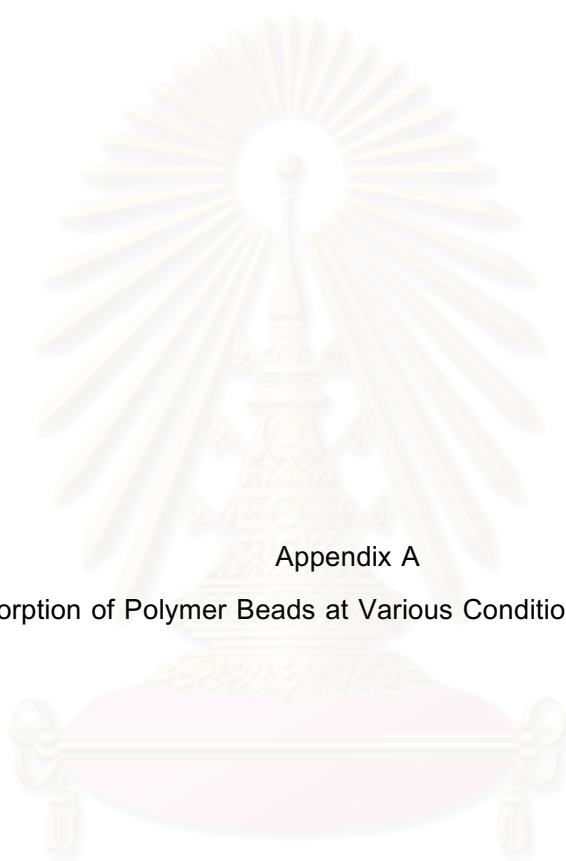 Appendix A
orption of Polymer Beads at Various Conditio